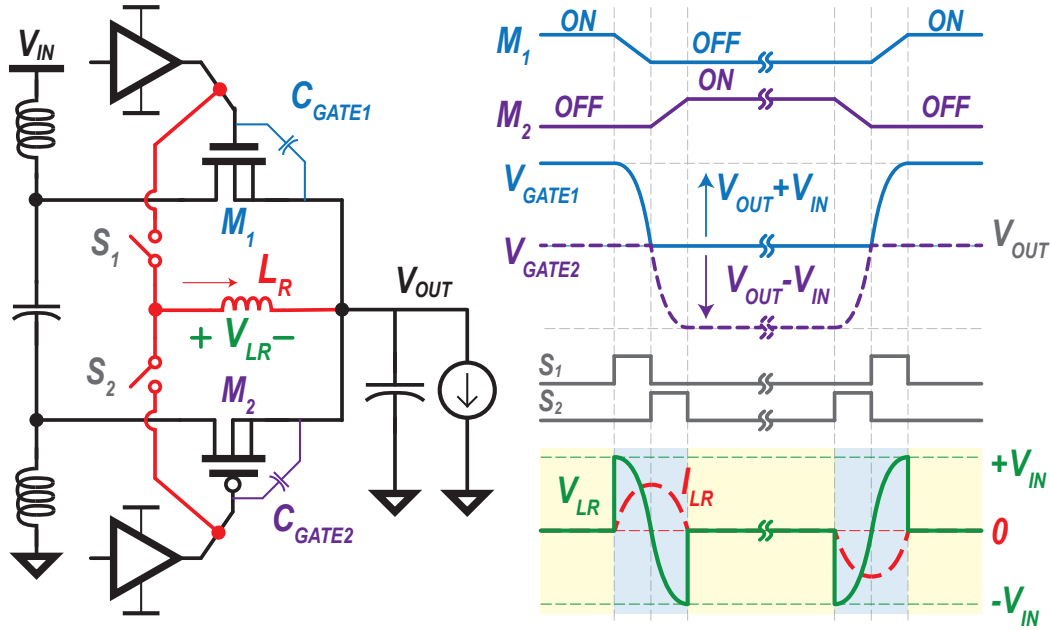 V_IN
C_GATE1
M_1
S_1
L_R
V_OUT
+ V_LR −
S_2
M_2
C_GATE2
M_1
ON
OFF
ON
M_2
OFF
ON
OFF
V_GATE1
V_OUT+V_IN
V_GATE2
V_OUT-V_IN
V_OUT
S_1
S_2
V_LR
I_LR
+V_IN
0
-V_IN